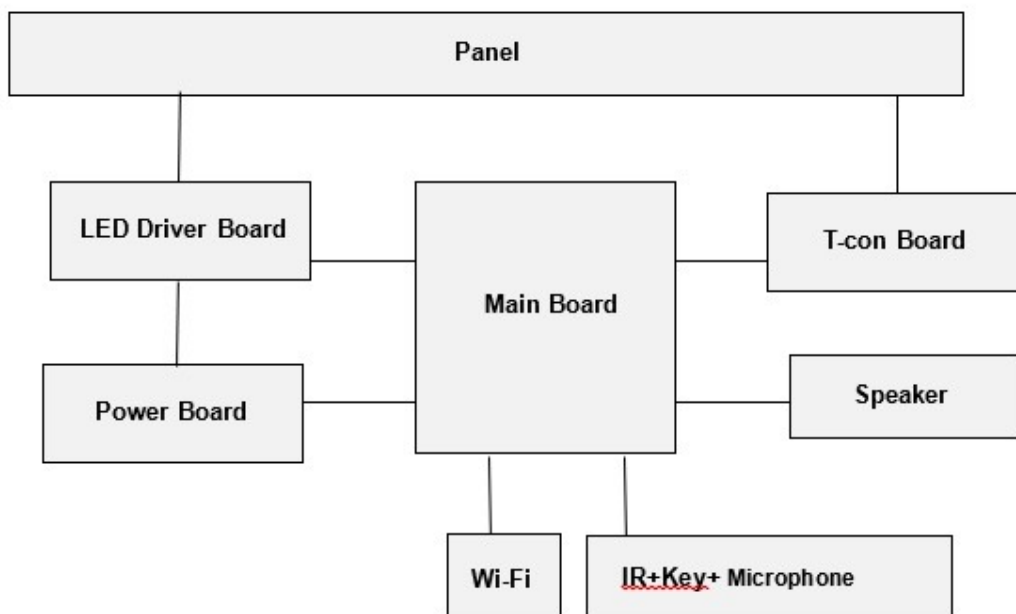 Panel
LED Driver Board
T-con Board
Main Board
Speaker
Power Board
Wi-Fi
IR+Key+ Microphone